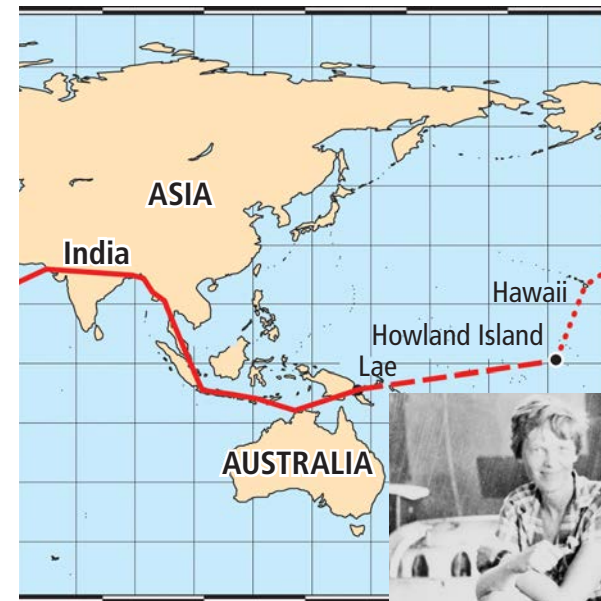 ASIA
India
Hawaii
Howland Island
Lae
AUSTRALIA